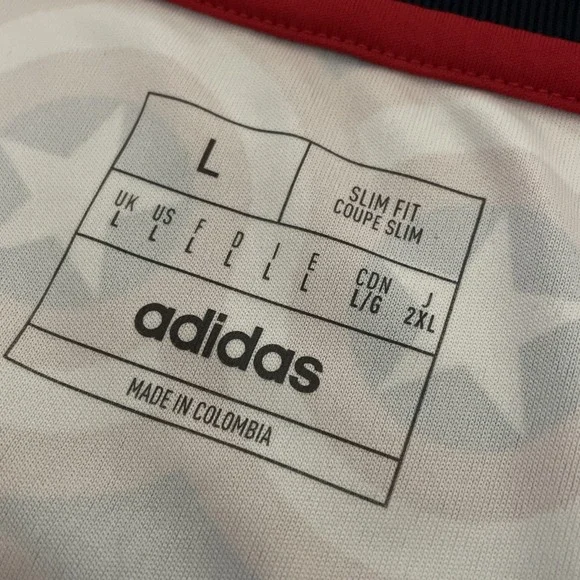 L
SLIM FIT
COUPE SLIM
UK US F D I E CDN J
L L L L L L L/G 2XL
adidas
MADE IN COLOMBIA